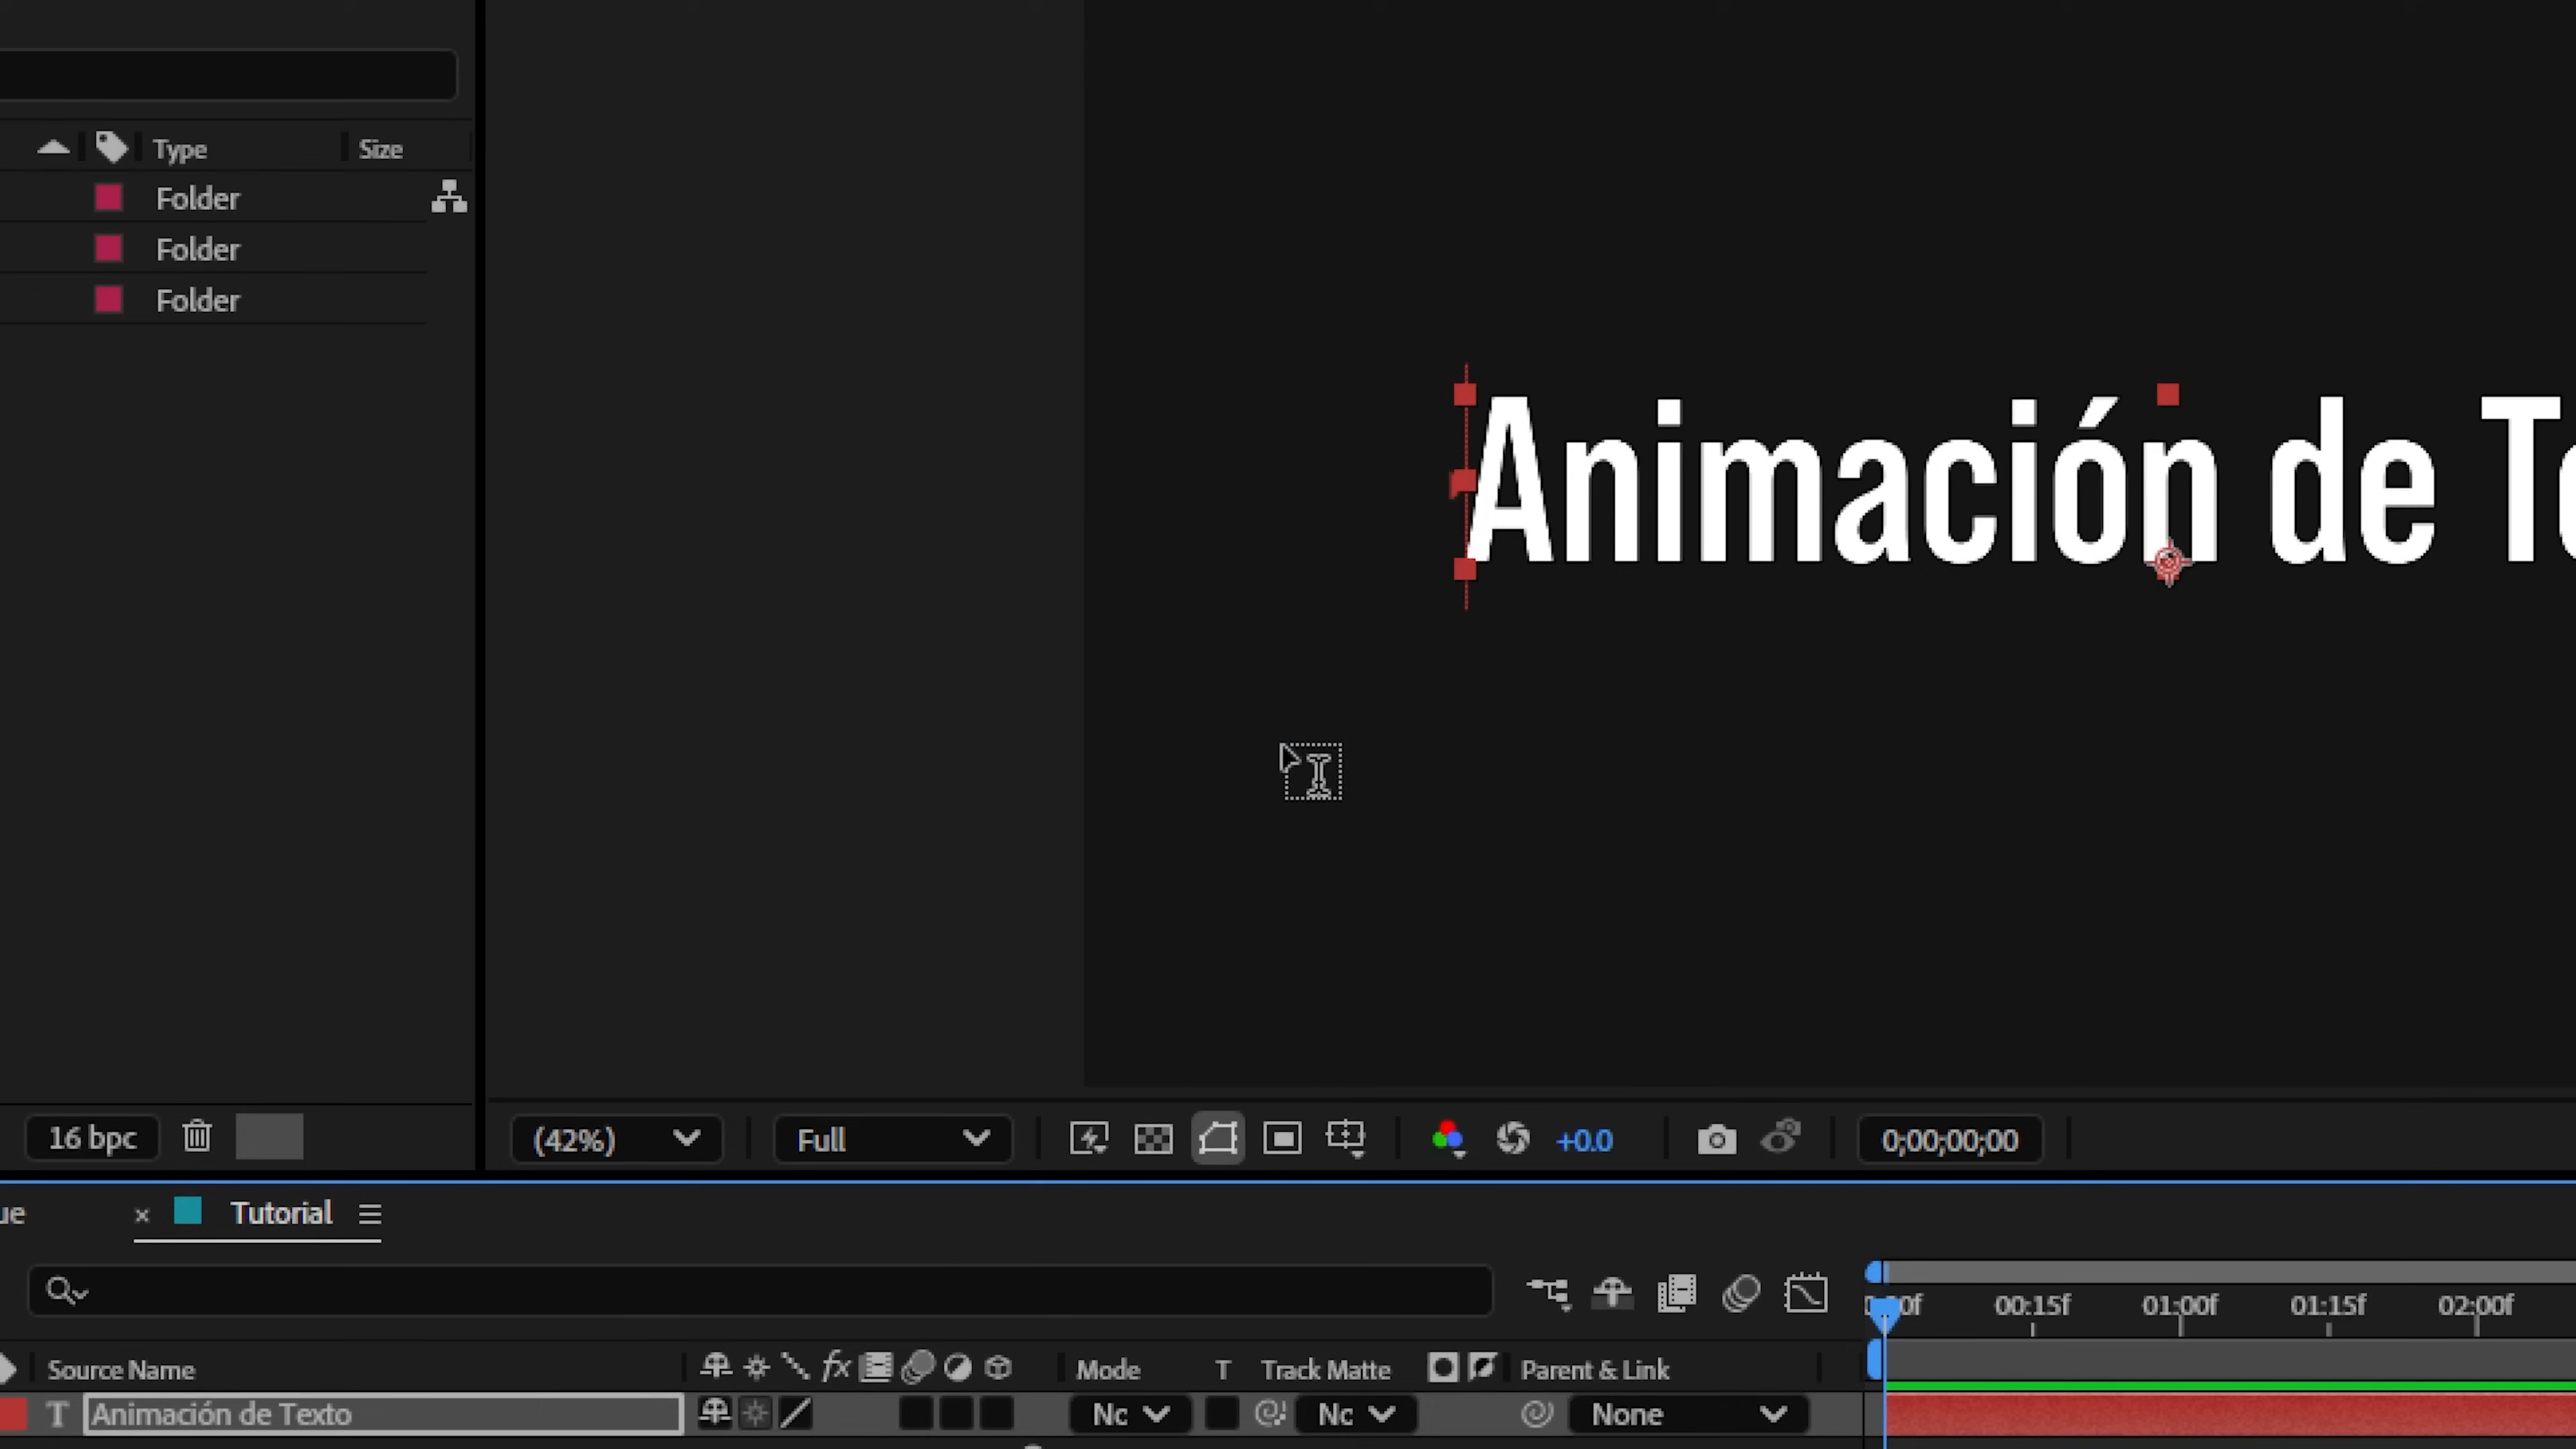 Type Size
Folder
Folder
Folder
Animación de T
16 bpc
(42%) Full +0.0 0;00;00;00
ue × Tutorial
00:15f 01:00f 01:15f 02:00f
Source Name fx Mode T Track Matte Parent & Link
T Animación de Texto Nc Nc None